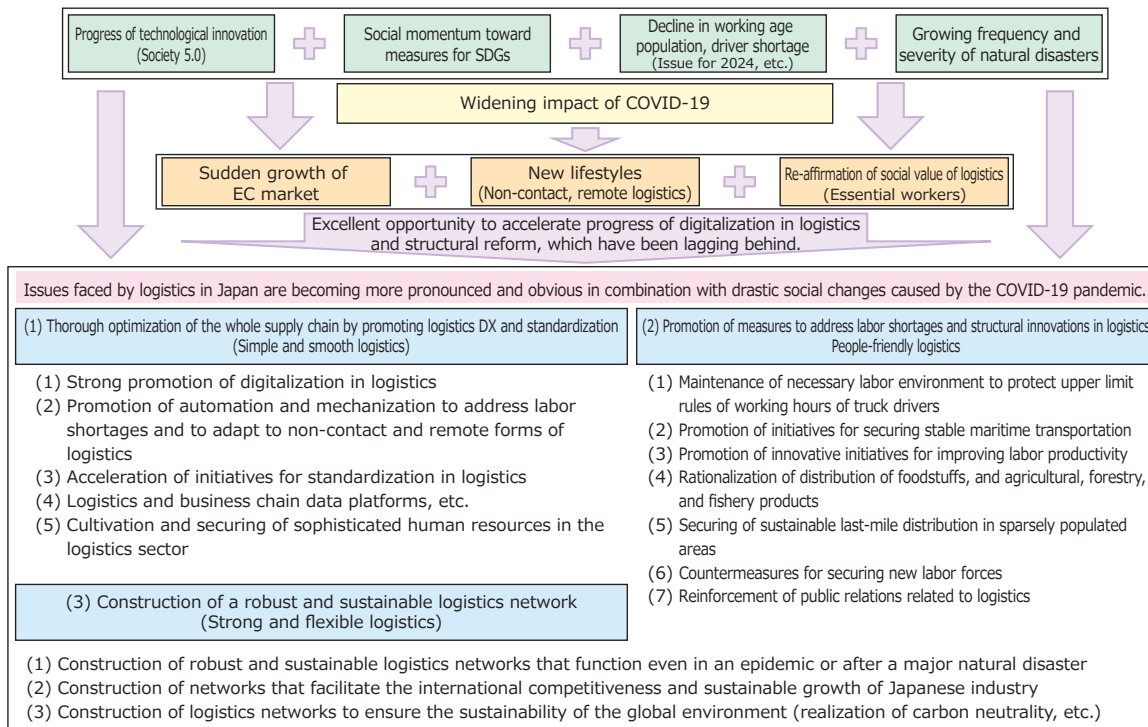 Progress of technological innovation
(Society 5.0)
Social momentum toward
measures for SDGs
Decline in working age
population, driver shortage
(Issue for 2024, etc.)
Growing frequency and
severity of natural disasters
Widening impact of COVID-19
Sudden growth of
EC market
New lifestyles
(Non-contact, remote logistics)
Re-affirmation of social value of logistics
(Essential workers)
Excellent opportunity to accelerate progress of digitalization in logistics
and structural reform, which have been lagging behind.
Issues faced by logistics in Japan are becoming more pronounced and obvious in combination with drastic social changes caused by the COVID-19 pandemic.
(1) Thorough optimization of the whole supply chain by promoting logistics DX and standardization
(Simple and smooth logistics)
(1) Strong promotion of digitalization in logistics
(2) Promotion of automation and mechanization to address labor
shortages and to adapt to non-contact and remote forms of
logistics
(3) Acceleration of initiatives for standardization in logistics
(4) Logistics and business chain data platforms, etc.
(5) Cultivation and securing of sophisticated human resources in the
logistics sector
(2) Promotion of measures to address labor shortages and structural innovations in logistics
People-friendly logistics
(1) Maintenance of necessary labor environment to protect upper limit
rules of working hours of truck drivers
(2) Promotion of initiatives for securing stable maritime transportation
(3) Promotion of innovative initiatives for improving labor productivity
(4) Rationalization of distribution of foodstuffs, and agricultural, forestry,
and fishery products
(5) Securing of sustainable last-mile distribution in sparsely populated
areas
(6) Countermeasures for securing new labor forces
(7) Reinforcement of public relations related to logistics
(3) Construction of a robust and sustainable logistics network
(Strong and flexible logistics)
(1) Construction of robust and sustainable logistics networks that function even in an epidemic or after a major natural disaster
(2) Construction of networks that facilitate the international competitiveness and sustainable growth of Japanese industry
(3) Construction of logistics networks to ensure the sustainability of the global environment (realization of carbon neutrality, etc.)